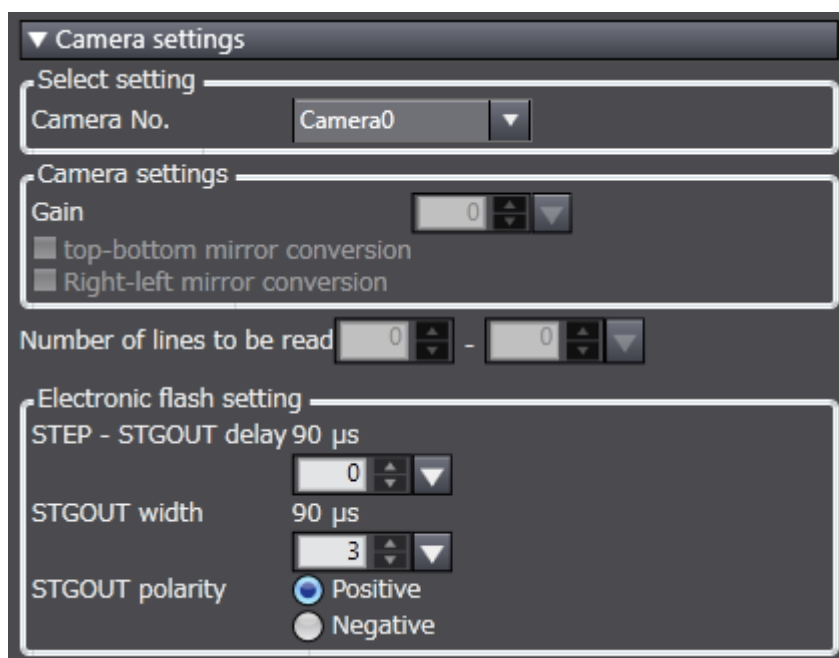 Camera settings
Select setting
Camera No. Camera0
Camera settings
Gain 0
top-bottom mirror conversion
Right-left mirror conversion
Number of lines to be read 0 - 0
Electronic flash setting
STEP - STGOUT delay 90 μs
0
STGOUT width 90 μs
3
STGOUT polarity Positive
Negative